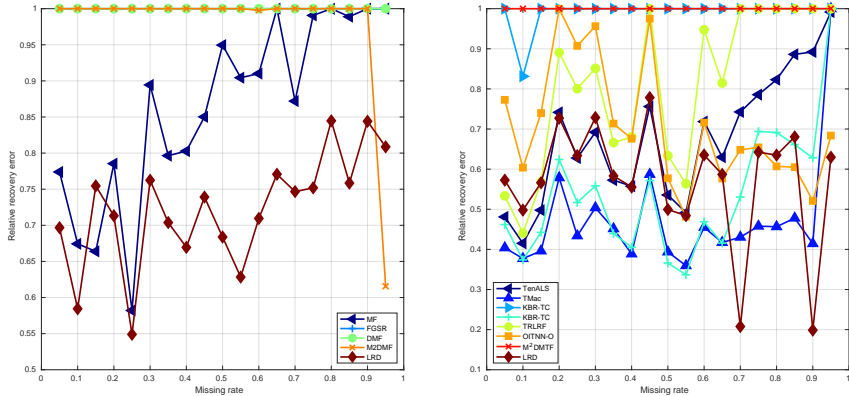 Relative recovery error
1
0.95
0.9
0.85
0.8
0.75
0.7
0.65
0.6
0.55
0.5
0 0.1 0.2 0.3 0.4 0.5 0.6 0.7 0.8 0.9 1
Missing rate
MF
FGSR
DMF
M2DMF
LRD
Relative recovery error
1
0.9
0.8
0.7
0.6
0.5
0.4
0.3
0.2
0.1
0 0.1 0.2 0.3 0.4 0.5 0.6 0.7 0.8 0.9 1
Missing rate
TenALS
TMac
KBR-TC
KBR-TC
TRLRF
OITNN-O
M² DMTF
LRD